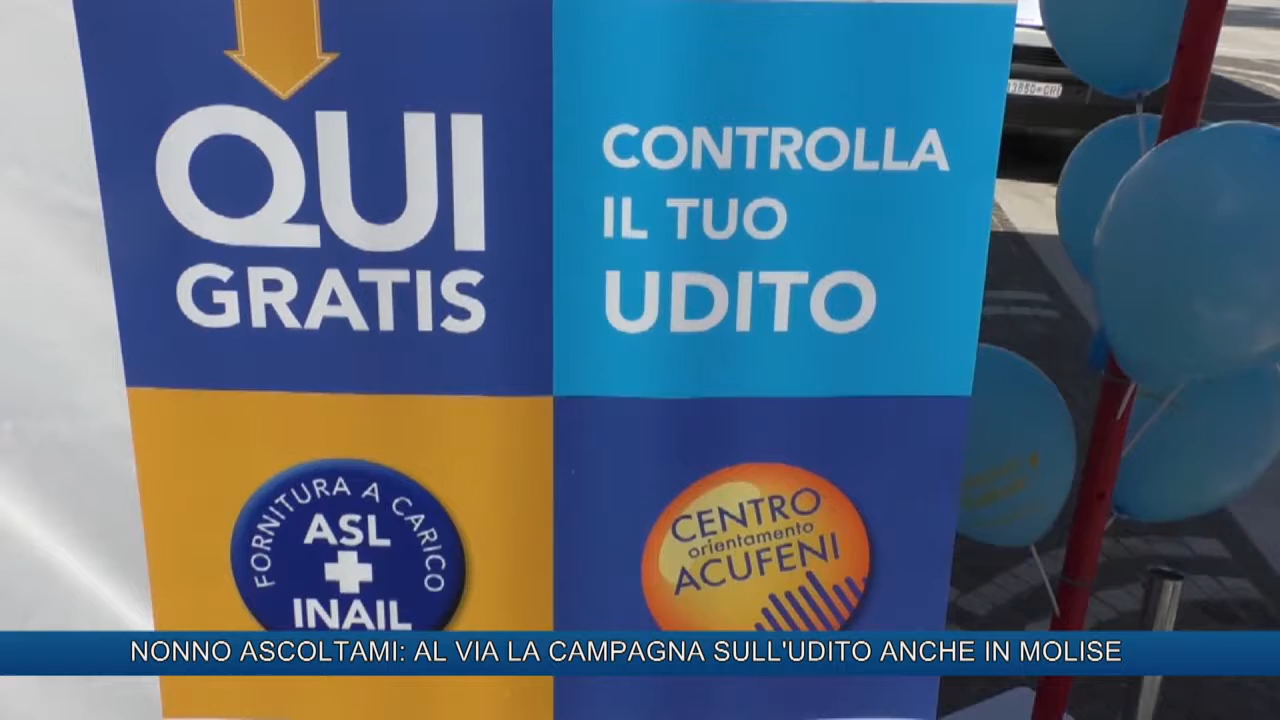 QUI
GRATIS
CONTROLLA
IL TUO
UDITO
FORNITURA A CARICO
ASL
INAIL
CENTRO
orientamento
ACUFENI
NONNO ASCOLTAMI: AL VIA LA CAMPAGNA SULL'UDITO ANCHE IN MOLISE